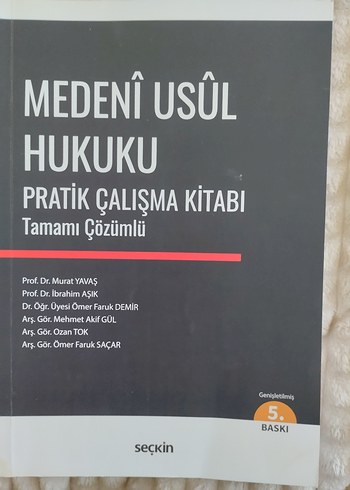 MEDENÎ USÛL
HUKUKU
PRATİK ÇALIŞMA KİTABI
Tamamı Çözümlü
Prof. Dr. Murat YAVAŞ
Prof. Dr. İbrahim AŞIK
Dr. Öğr. Üyesi Ömer Faruk DEMİR
Arş. Gör. Mehmet Akif GÜL
Arş. Gör. Ozan TOK
Arş. Gör. Ömer Faruk SAÇAR
Genişletilmiş
5.
BASKI
seçkin